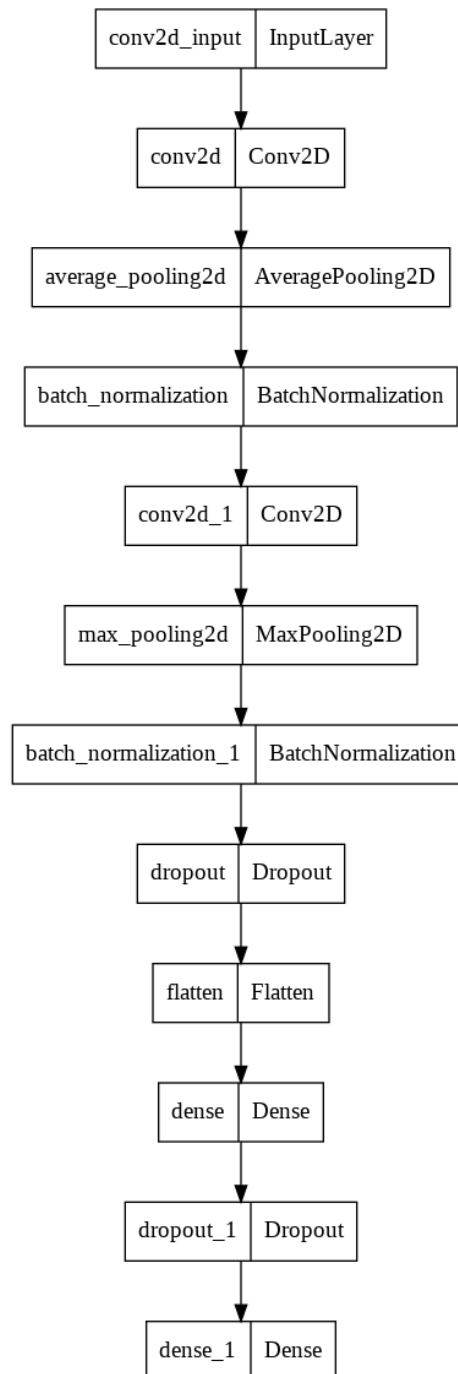 conv2d_input InputLayer
conv2d Conv2D
average_pooling2d AveragePooling2D
batch_normalization BatchNormalization
conv2d_1 Conv2D
max_pooling2d MaxPooling2D
batch_normalization_1 BatchNormalization
dropout Dropout
flatten Flatten
dense Dense
dropout_1 Dropout
dense_1 Dense